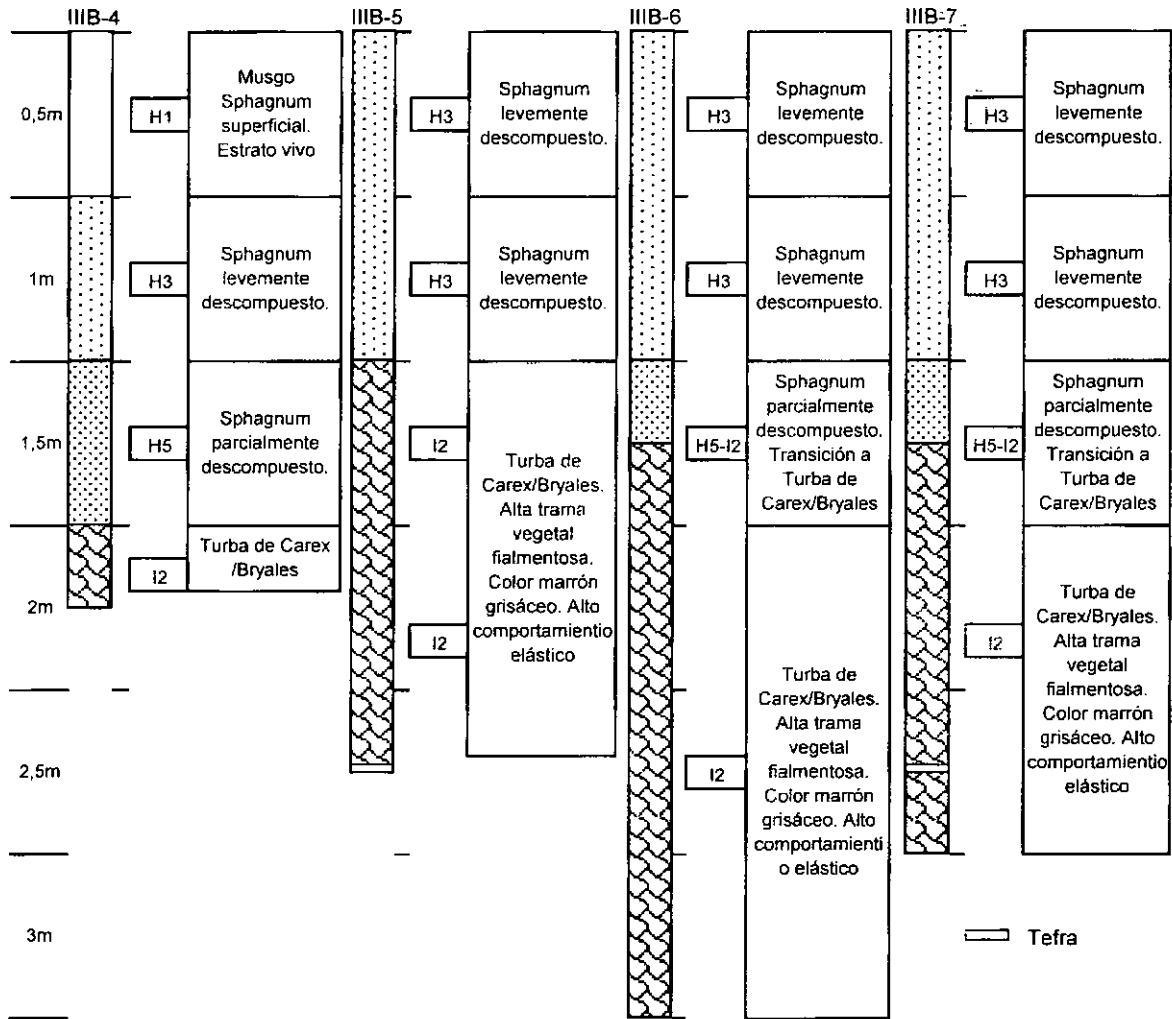 IIIB-4
IIIB-5
IIIB-6
IIIB-7
0,5m
1m
1,5m
2m
2,5m
3m
H1
Musgo
Sphagnum
superficial.
Estrato vivo
H3
Sphagnum
levemente
descompuesto.
H5
Sphagnum
parcialmente
descompuesto.
I2
Turba de Carex
/Bryales
H3
Sphagnum
levemente
descompuesto.
H3
Sphagnum
levemente
descompuesto.
I2
I2
Turba de
Carex/Bryales.
Alta trama
vegetal
fialmentosa.
Color marrón
grisáceo. Alto
comportamientio
elástico
H3
Sphagnum
levemente
descompuesto.
H3
Sphagnum
levemente
descompuesto.
H5-I2
Sphagnum
parcialmente
descompuesto.
Transición a
Turba de
Carex/Bryales
I2
Turba de
Carex/Bryales.
Alta trama
vegetal
fialmentosa.
Color marrón
grisáceo. Alto
comportamienti
o elástico
H3
Sphagnum
levemente
descompuesto.
H3
Sphagnum
levemente
descompuesto.
H5-I2
Sphagnum
parcialmente
descompuesto.
Transición a
Turba de
Carex/Bryales
I2
Turba de
Carex/Bryales.
Alta trama
vegetal
fialmentosa.
Color marrón
grisáceo. Alto
comportamientio
elástico
Tefra